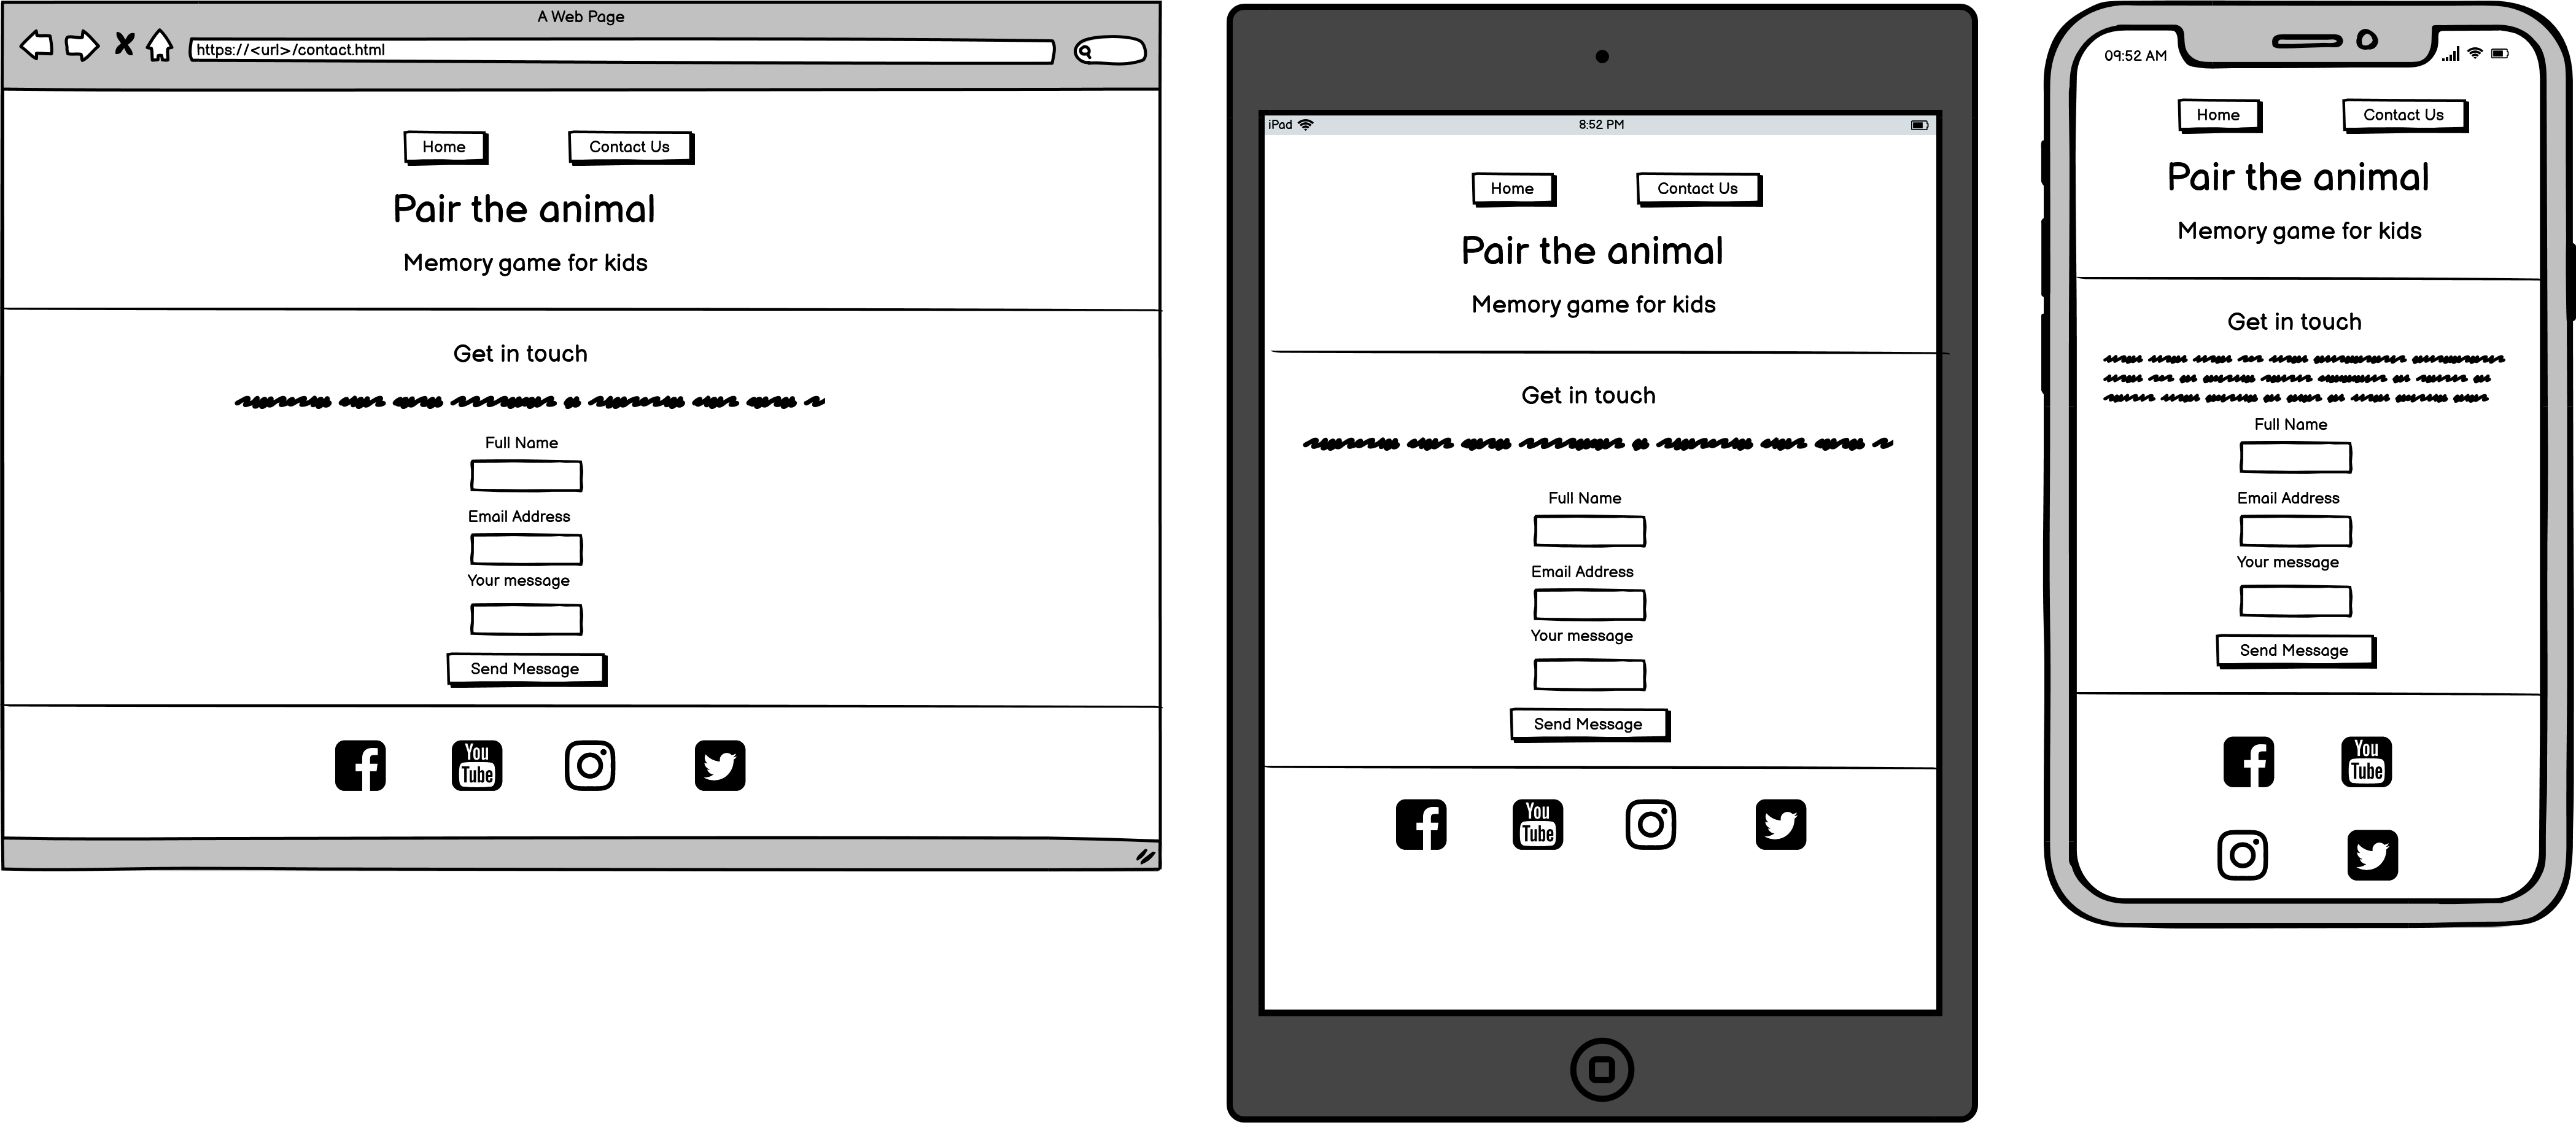 A Web Page
https://<url>/contact.html
Home Contact Us
Pair the animal
Memory game for kids
Get in touch
Full Name
Email Address
Your message
Send Message
You
Tube
iPad 8:52 PM
Home Contact Us
Pair the animal
Memory game for kids
Get in touch
Full Name
Email Address
Your message
Send Message
You
Tube
09:52 AM
Home Contact Us
Pair the animal
Memory game for kids
Get in touch
Full Name
Email Address
Your message
Send Message
You
Tube